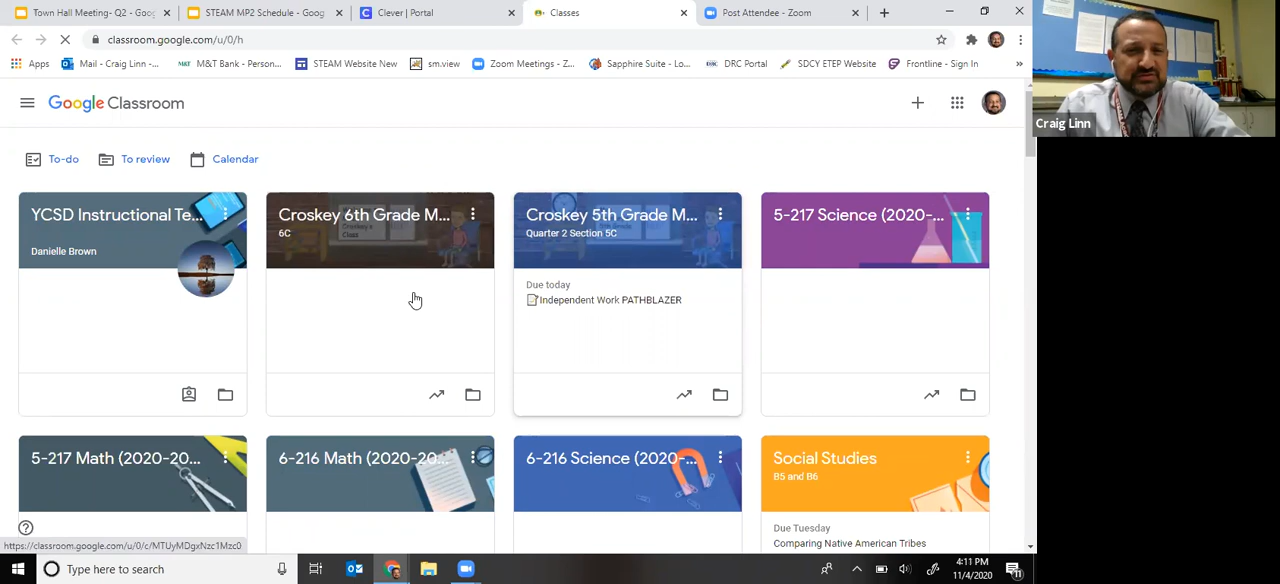 Town Hall Meeting- Q2 - Goog
STEAM MP2 Schedule - Google
Clever | Portal
Classes
Post Attendee - Zoom
classroom.google.com/u/0/h
Apps
Mail - Craig Linn -...
M&T Bank - Person...
STEAM Website New
sm.view
Zoom Meetings - Z...
Sapphire Suite - Lo...
DRC Portal
SDCY ETEP Website
Frontline - Sign In
»
Craig Linn
Google Classroom
To-do
To review
Calendar
YCSD Instructional Te...
Danielle Brown
Croskey 6th Grade M...
6C
Croskey 5th Grade M...
Quarter 2 Section 5C
Due today
Independent Work PATHBLAZER
5-217 Science (2020-...
5-217 Math (2020-20...
6-216 Math (2020-20...
6-216 Science (2020-...
Social Studies
B5 and B6
Due Tuesday
Comparing Native American Tribes
https://classroom.google.com/u/0/c/MTUyMDgxNzc1Mzc0
Type here to search
4:11 PM
11/4/2020